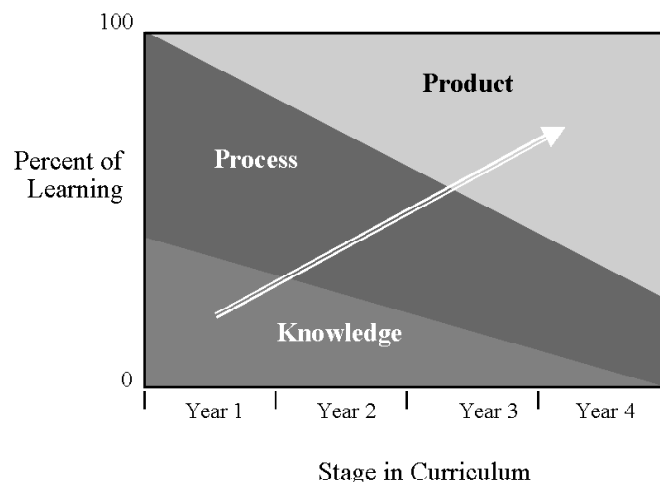 100
Product
Process
Percent of
Learning
Knowledge
0
Year 1
Year 2
Year 3
Year 4
Stage in Curriculum